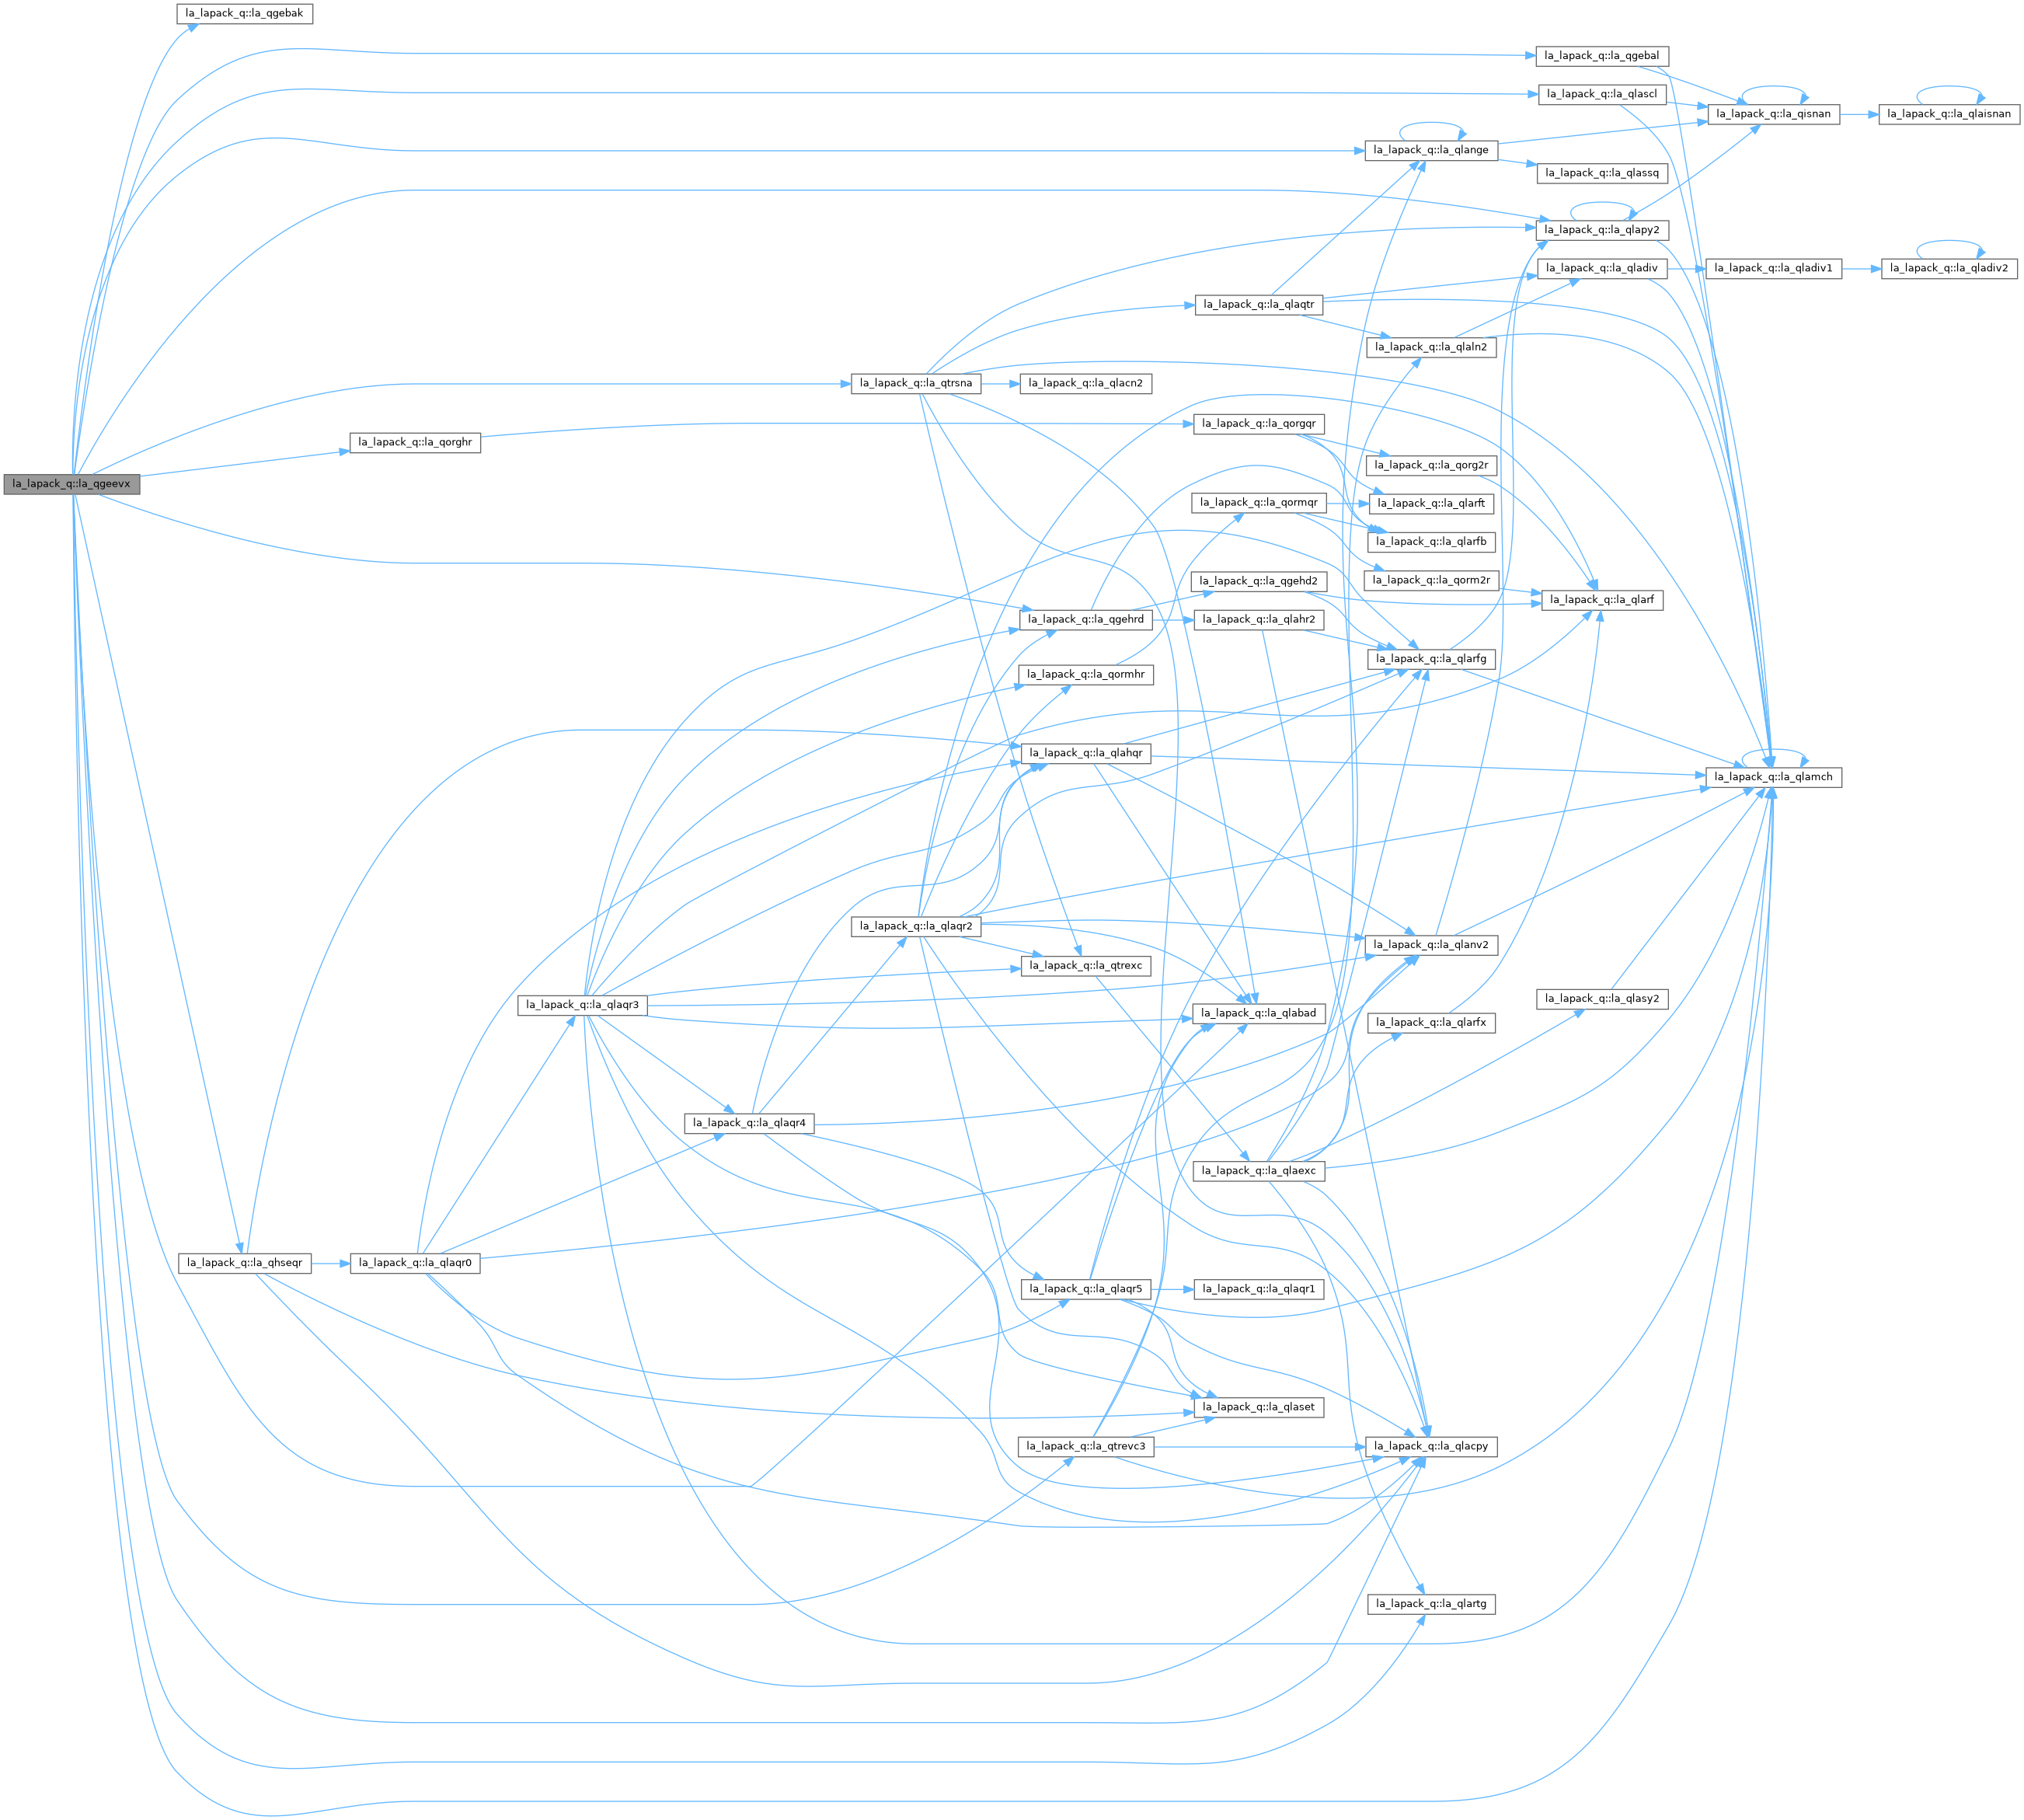 la_lapack_q::la_qgebak
la_lapack_q::la_qgebal
la_lapack_q::la_qlascl
la_lapack_q::la_qisnan
la_lapack_q::la_qlaisnan
la_lapack_q::la_qlange
la_lapack_q::la_qlassq
la_lapack_q::la_qlapy2
la_lapack_q::la_qladiv
la_lapack_q::la_qladiv1
la_lapack_q::la_qladiv2
la_lapack_q::la_qlaqtr
la_lapack_q::la_qlaln2
la_lapack_q::la_qtrsna
la_lapack_q::la_qlacn2
la_lapack_q::la_qorghr
la_lapack_q::la_qorgqr
la_lapack_q::la_qorg2r
la_lapack_q::la_qgeevx
la_lapack_q::la_qormqr
la_lapack_q::la_qlarft
la_lapack_q::la_qlarfb
la_lapack_q::la_qgehd2
la_lapack_q::la_qorm2r
la_lapack_q::la_qlarf
la_lapack_q::la_qgehrd
la_lapack_q::la_qlahr2
la_lapack_q::la_qlarfg
la_lapack_q::la_qormhr
la_lapack_q::la_qlahqr
la_lapack_q::la_qlamch
la_lapack_q::la_qlaqr2
la_lapack_q::la_qlanv2
la_lapack_q::la_qtrexc
la_lapack_q::la_qlaqr3
la_lapack_q::la_qlasy2
la_lapack_q::la_qlabad
la_lapack_q::la_qlarfx
la_lapack_q::la_qlaqr4
la_lapack_q::la_qlaexc
la_lapack_q::la_qhseqr
la_lapack_q::la_qlaqr0
la_lapack_q::la_qlaqr5
la_lapack_q::la_qlaqr1
la_lapack_q::la_qlaset
la_lapack_q::la_qtrevc3
la_lapack_q::la_qlacpy
la_lapack_q::la_qlartg